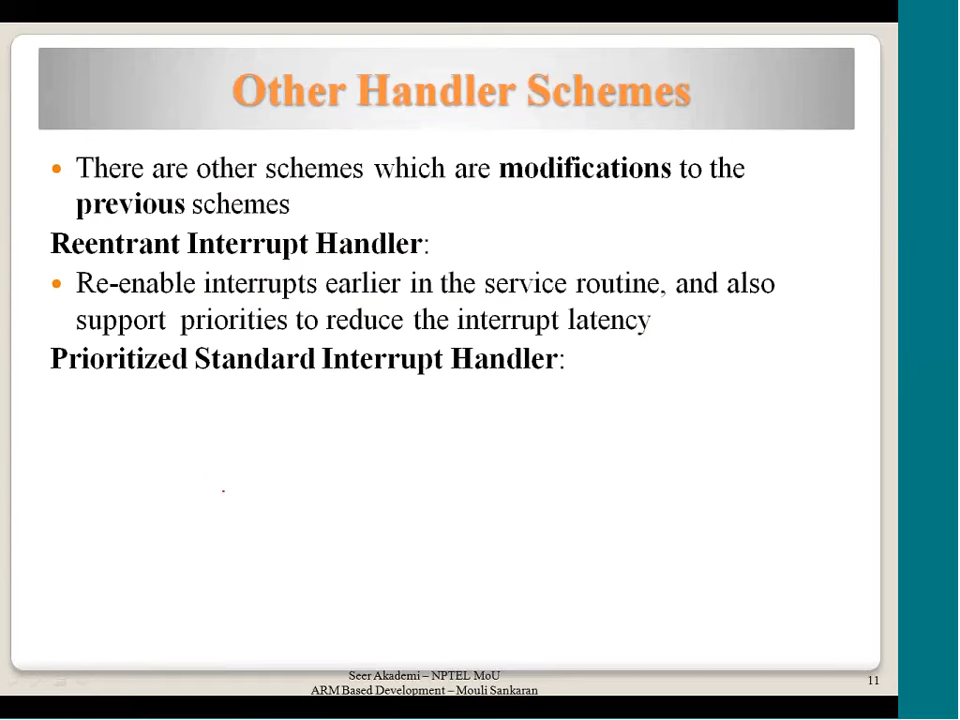 Other Handler Schemes
• There are other schemes which are modifications to the
previous schemes
Reentrant Interrupt Handler:
• Re-enable interrupts earlier in the service routine, and also
support priorities to reduce the interrupt latency
Prioritized Standard Interrupt Handler:
Seer Akademi – NPTEL MoU
ARM Based Development – Mouli Sankaran
11